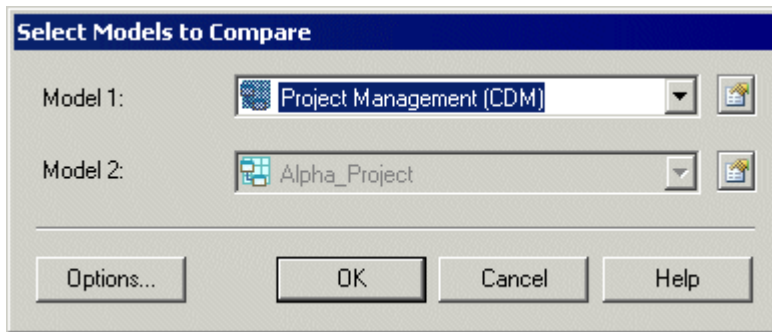 Select Models to Compare
Model 1: Project Management (CDM)
Model 2: Alpha_Project
Options... OK Cancel Help